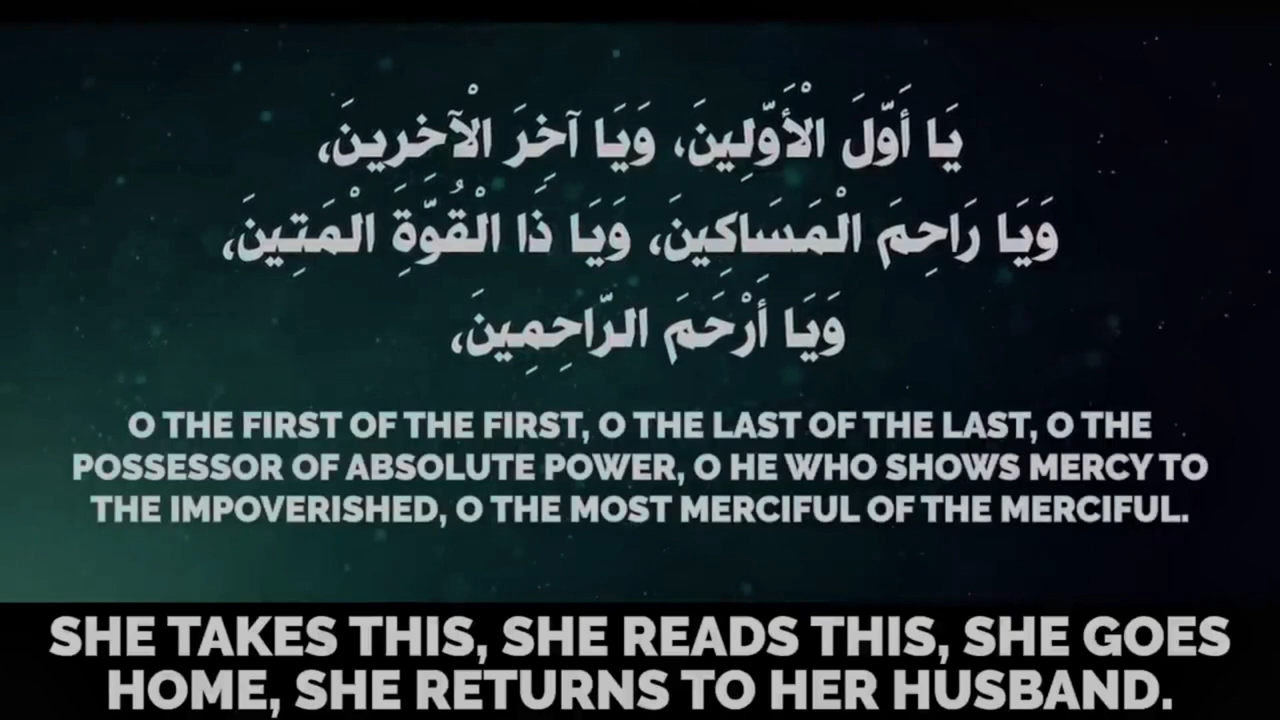 يَا أَوَّلَ الْأَوَّلِينَ، وَيَا آخِرَ الْآخِرِينَ،
وَيَا رَاحِمَ الْمَسَاكِينَ، وَيَا ذَا الْقُوَّةِ الْمَتِينَ،
وَيَا أَرْحَمَ الرَّاحِمِينَ،
O THE FIRST OF THE FIRST, O THE LAST OF THE LAST, O THE
POSSESSOR OF ABSOLUTE POWER, O HE WHO SHOWS MERCY TO
THE IMPOVERISHED, O THE MOST MERCIFUL OF THE MERCIFUL.
SHE TAKES THIS, SHE READS THIS, SHE GOES
HOME, SHE RETURNS TO HER HUSBAND.